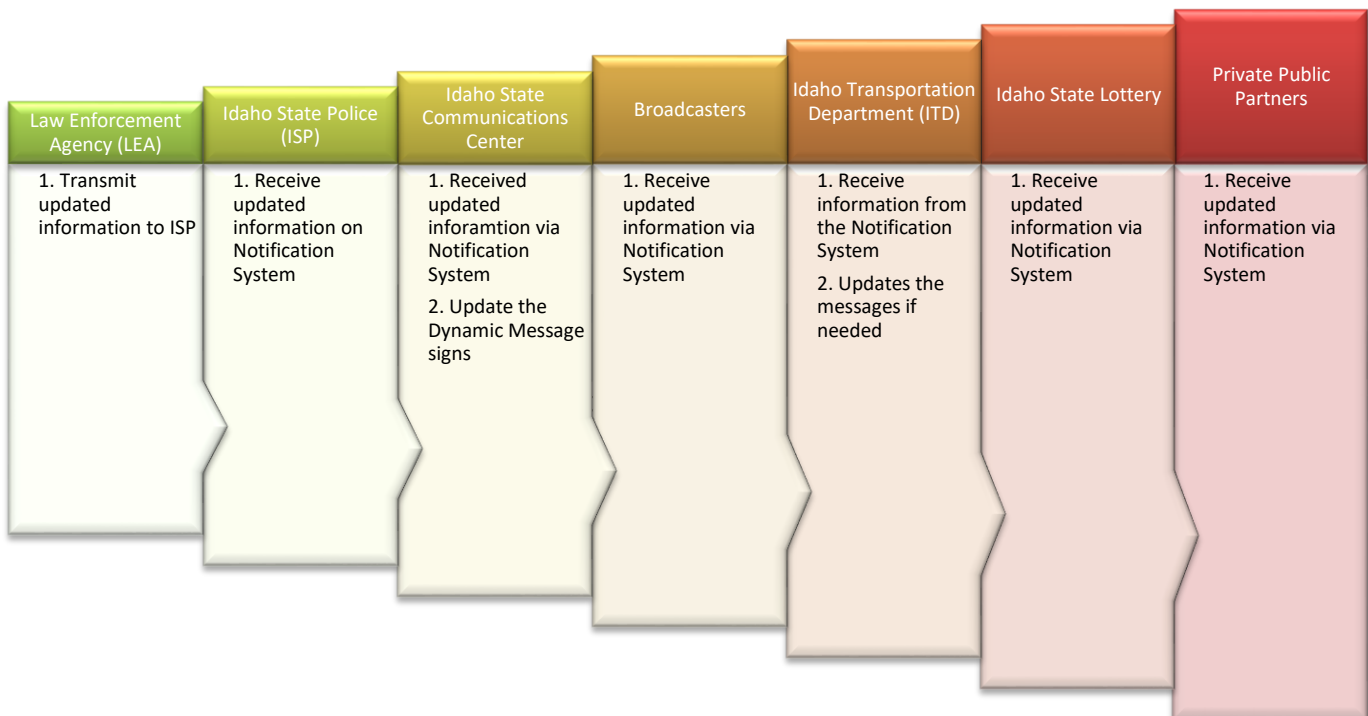 Law Enforcement
Agency (LEA)
1. Transmit
updated
information to ISP
Idaho State Police
(ISP)
1. Receive
updated
information on
Notification
System
Idaho State
Communications
Center
1. Received
updated
inforamtion via
Notification
System
2. Update the
Dynamic Message
signs
Broadcasters
1. Receive
updated
information via
Notification
System
Idaho Transportation
Department (ITD)
1. Receive
information from
the Notification
System
2. Updates the
messages if
needed
Idaho State Lottery
1. Receive
updated
information via
Notification
System
Private Public
Partners
1. Receive
updated
information via
Notification
System